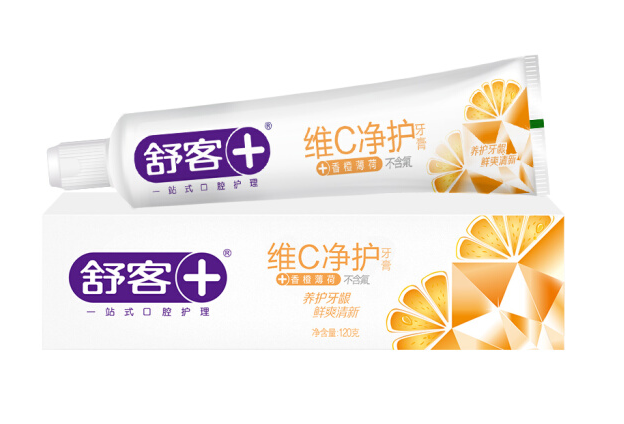 舒客+®
一站式口腔护理
维C净护牙膏
+香橙薄荷 不含氟
养护牙龈
鲜爽清新
舒客+®
一站式口腔护理
维C净护牙膏
+香橙薄荷 不含氟
养护牙龈
鲜爽清新
净含量:120克